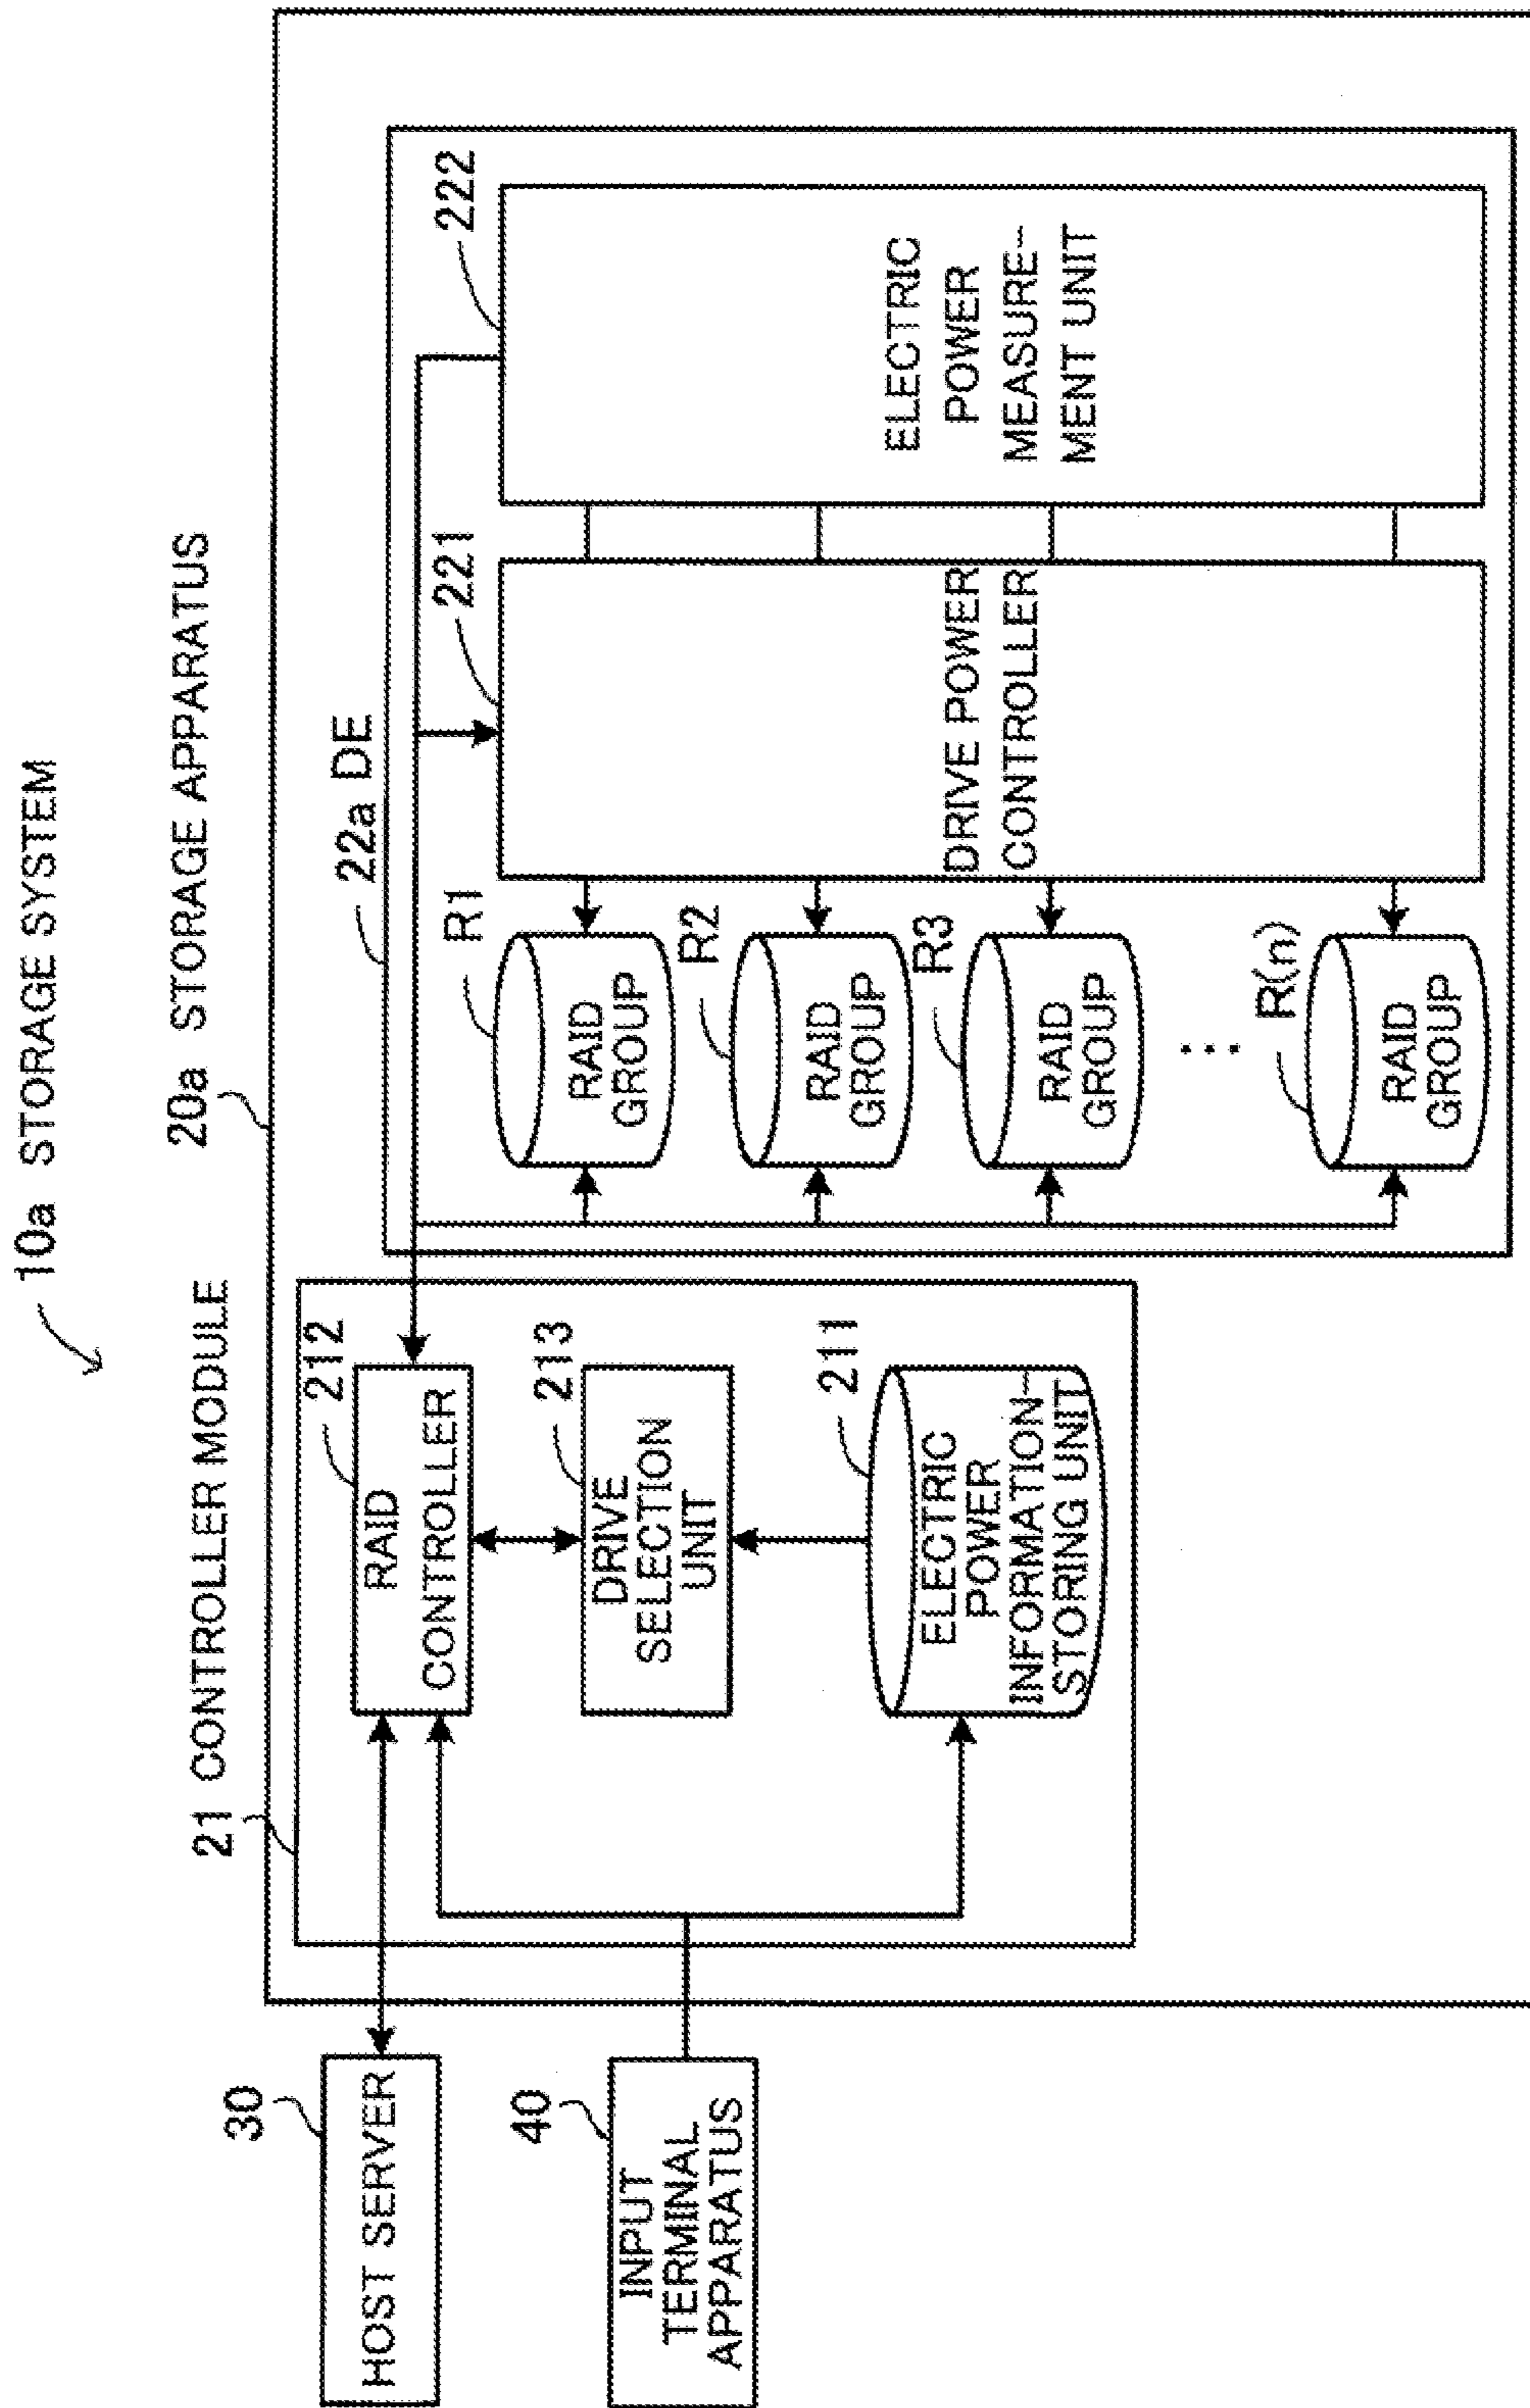 10a STORAGE SYSTEM
20a STORAGE APPARATUS
21 CONTROLLER MODULE
22a DE
30
HOST SERVER
40
INPUT
TERMINAL
APPARATUS
212
RAID
CONTROLLER
213
DRIVE
SELECTION
UNIT
211
ELECTRIC
POWER
INFORMATION-
STORING UNIT
R1
RAID
GROUP
R2
RAID
GROUP
R3
RAID
GROUP
...
R(n)
RAID
GROUP
221
DRIVE POWER
CONTROLLER
222
ELECTRIC
POWER
MEASURE-
MENT UNIT